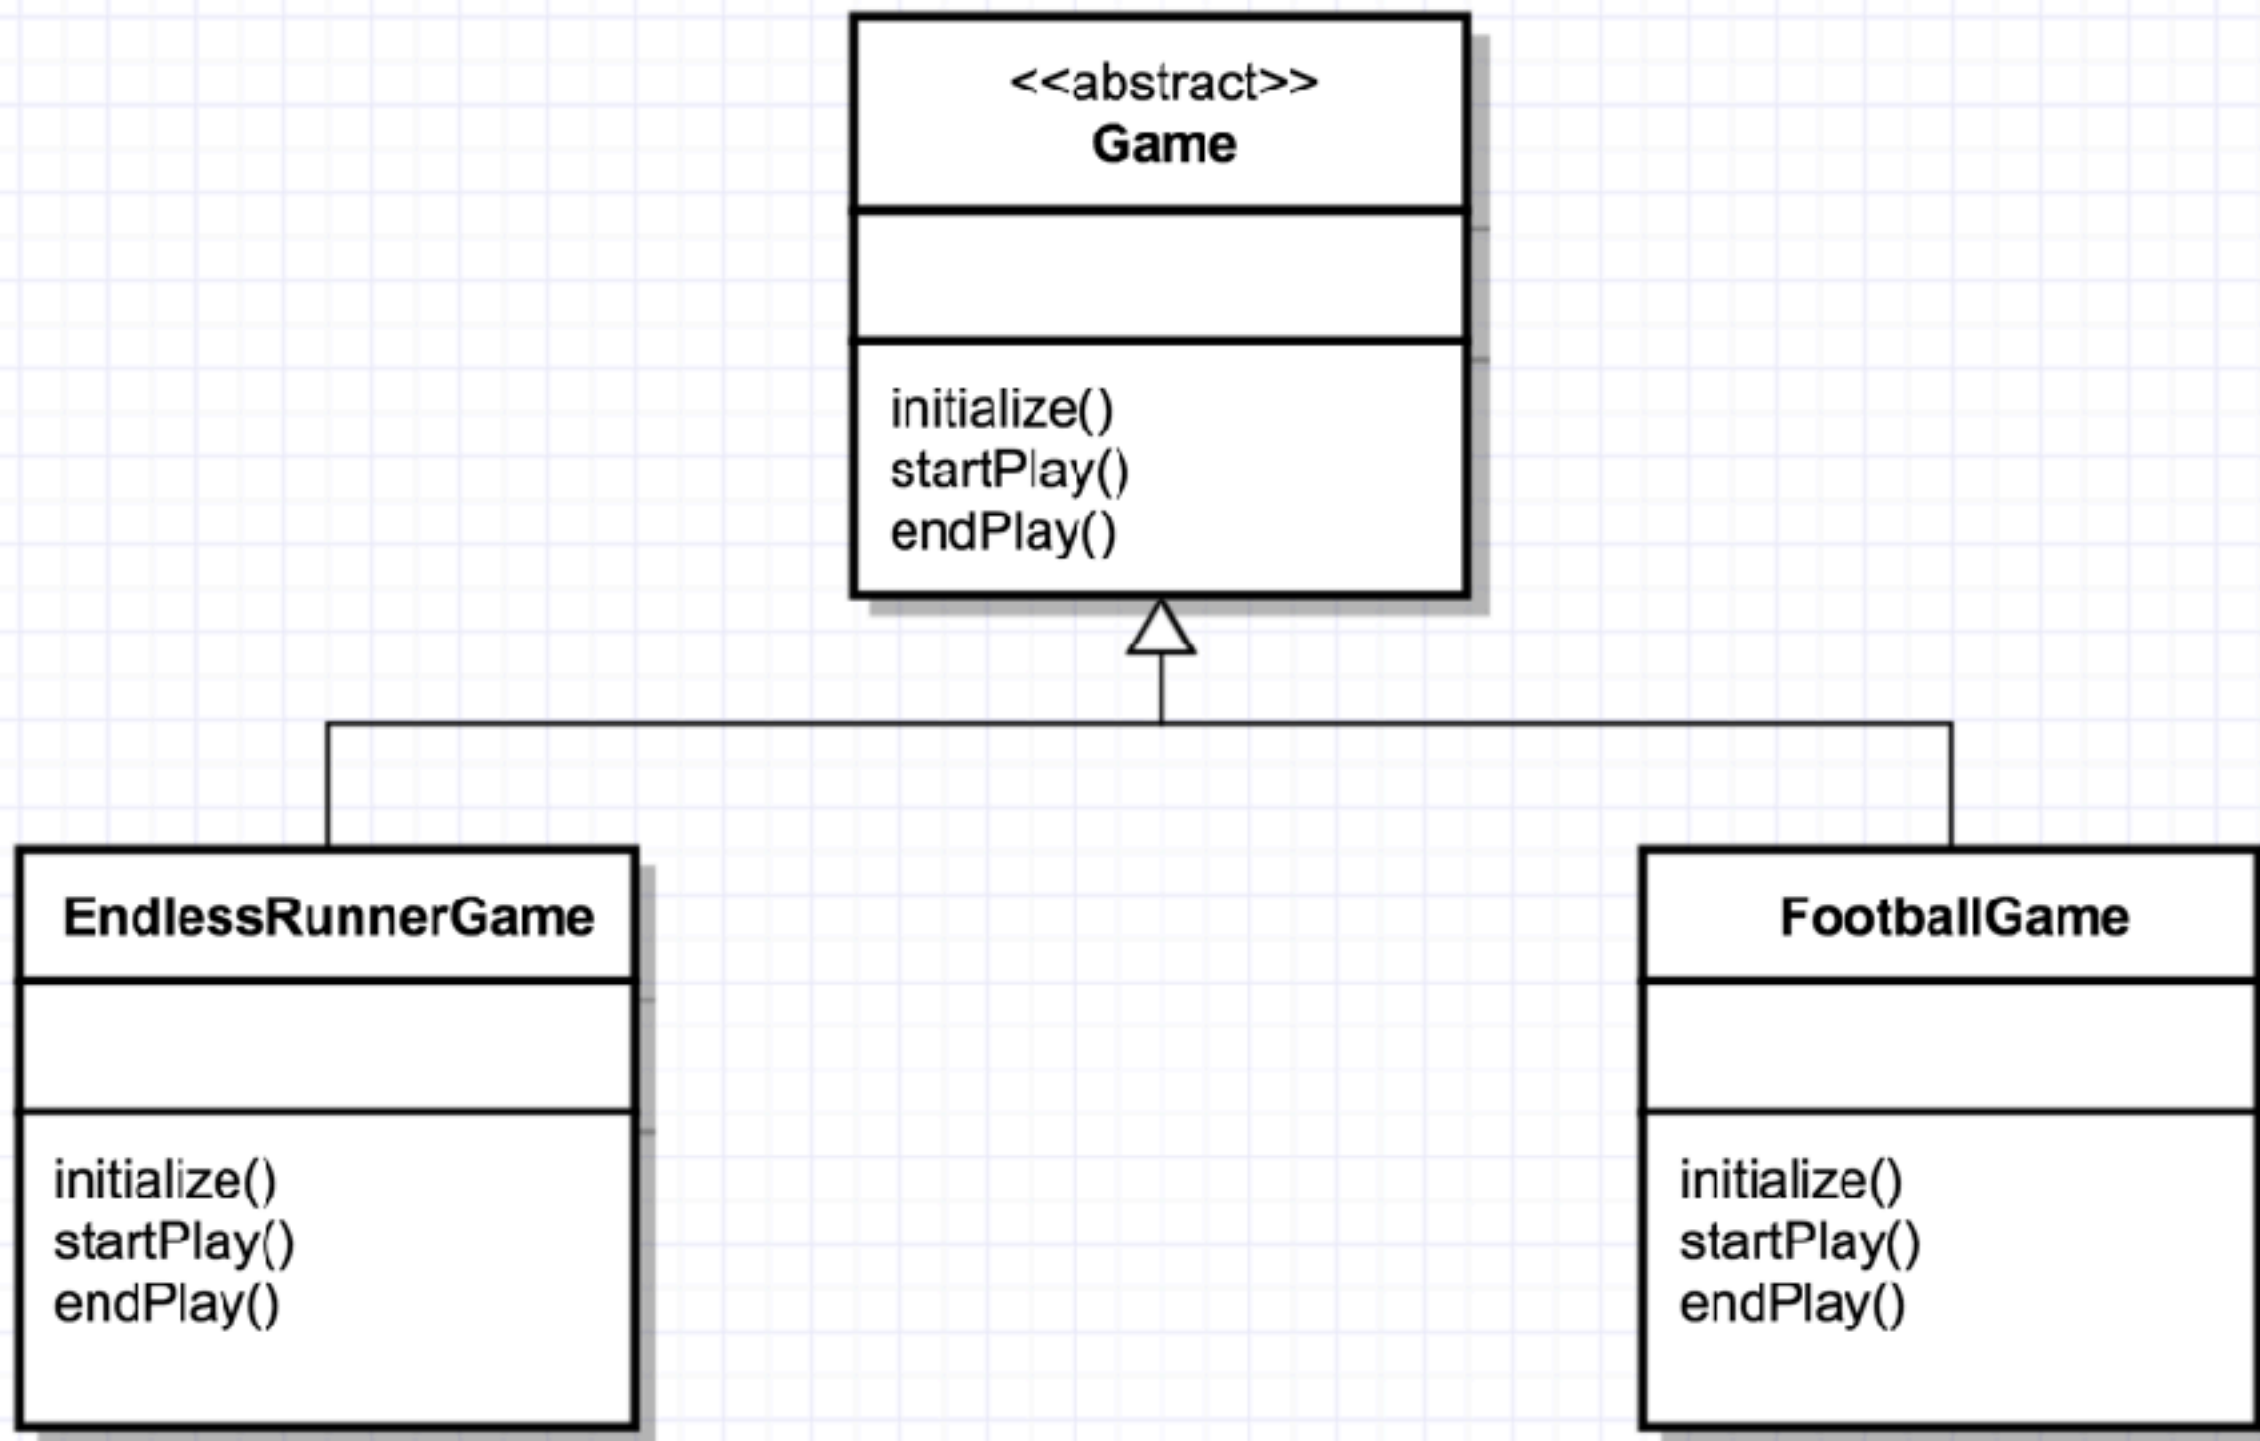 <<abstract>>
Game
initialize()
startPlay()
endPlay()
EndlessRunnerGame
initialize()
startPlay()
endPlay()
FootballGame
initialize()
startPlay()
endPlay()